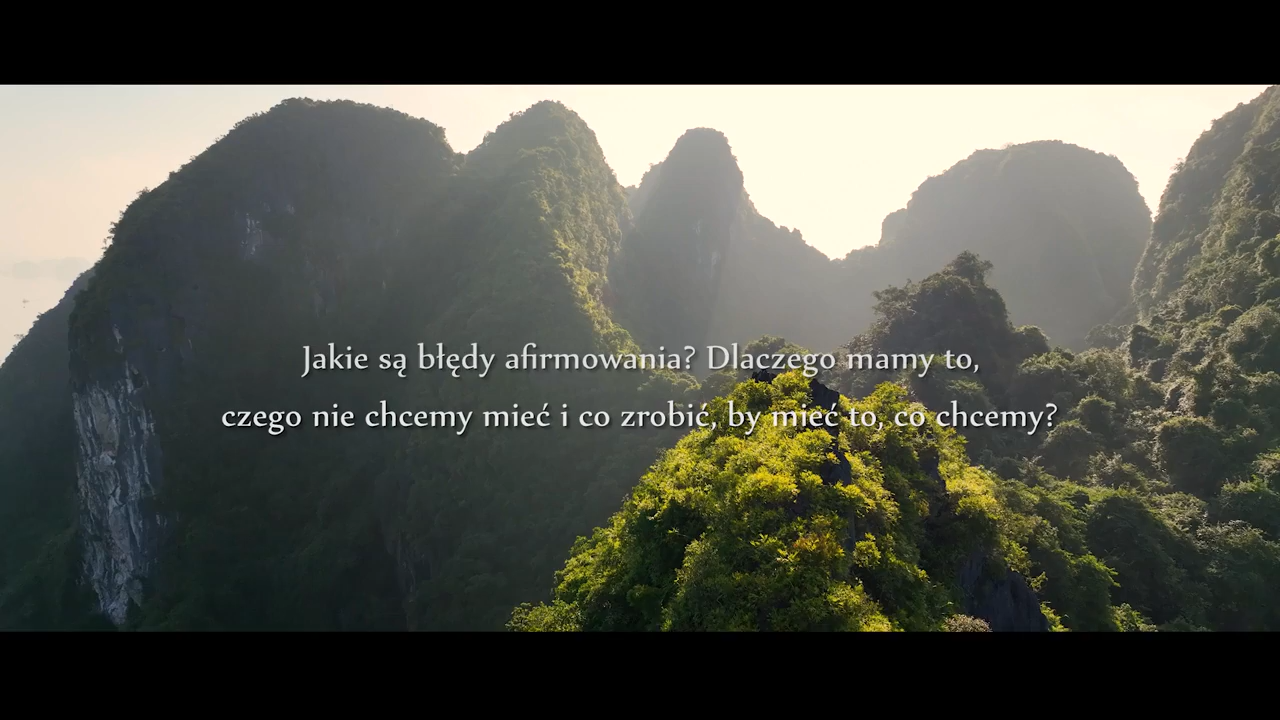 Jakie są błędy afirmowania? Dlaczego mamy to,
czego nie chcemy mieć i co zrobić, by mieć to, co chcemy?